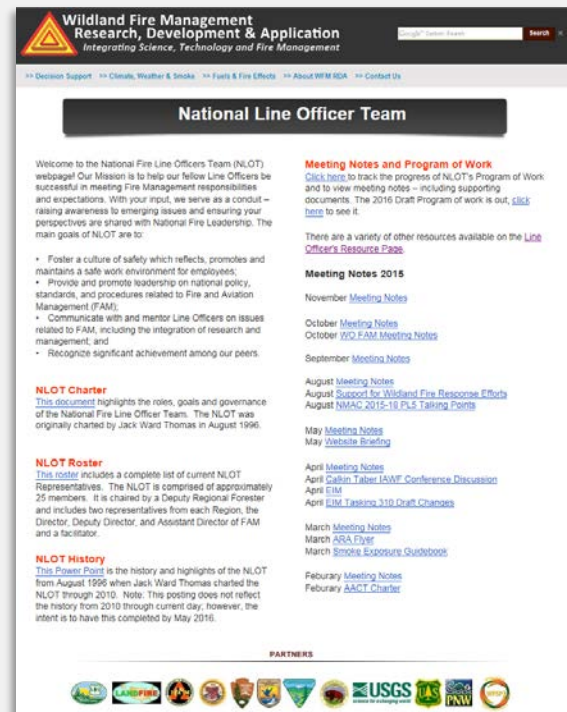 Wildland Fire Management
Research, Development & Application
Integrating Science, Technology and Fire Management
Search
>> Decision Support >> Climate, Weather & Smoke >> Fuels & Fire Effects >> About WFM RDA >> Contact Us
National Line Officer Team
Welcome to the National Fire Line Officers Team (NLOT)
webpage! Our Mission is to help our fellow Line Officers be
successful in meeting Fire Management responsibilities
and expectations. With your input, we serve as a conduit –
raising awareness to emerging issues and ensuring your
perspectives are shared with National Fire Leadership. The
main goals of NLOT are to:
• Foster a culture of safety which reflects, promotes and
maintains a safe work environment for employees;
• Provide and promote leadership on national policy,
standards, and procedures related to Fire and Aviation
Management (FAM);
• Communicate with and mentor Line Officers on issues
related to FAM, including the integration of research and
management; and
• Recognize significant achievement among our peers.
NLOT Charter
This document highlights the roles, goals and governance
of the National Fire Line Officer Team. The NLOT was
originally charted by Jack Ward Thomas in August 1996.
NLOT Roster
This roster includes a complete list of current NLOT
Representatives. The NLOT is comprised of approximately
25 members. It is chaired by a Deputy Regional Forester
and includes two representatives from each Region, the
Director, Deputy Director, and Assistant Director of FAM
and a facilitator.
NLOT History
This Power Point is the history and highlights of the NLOT
from August 1996 when Jack Ward Thomas charted the
NLOT through 2010. Note: This posting does not reflect
the history from 2010 through current day; however, the
intent is to have this completed by May 2016.
Meeting Notes and Program of Work
Click here to track the progress of NLOT's Program of Work
and to view meeting notes – including supporting
documents. The 2016 Draft Program of work is out, click
here to see it.
There are a variety of other resources available on the Line
Officer's Resource Page.
Meeting Notes 2015
November Meeting Notes
October Meeting Notes
October WO FAM Meeting Notes
September Meeting Notes
August Meeting Notes
August Support for Wildland Fire Response Efforts
August NMAC 2015-16 PL5 Talking Points
May Meeting Notes
May Website Briefing
April Meeting Notes
April Calkin Taber IAWF Conference Discussion
April EIM
April EIM Tasking 310 Draft Changes
March Meeting Notes
March ARA Flyer
March Smoke Exposure Guidebook
Feburary Meeting Notes
Feburary AACT Charter
PARTNERS
LANDFIRE
USGS
science for a changing world
PNW